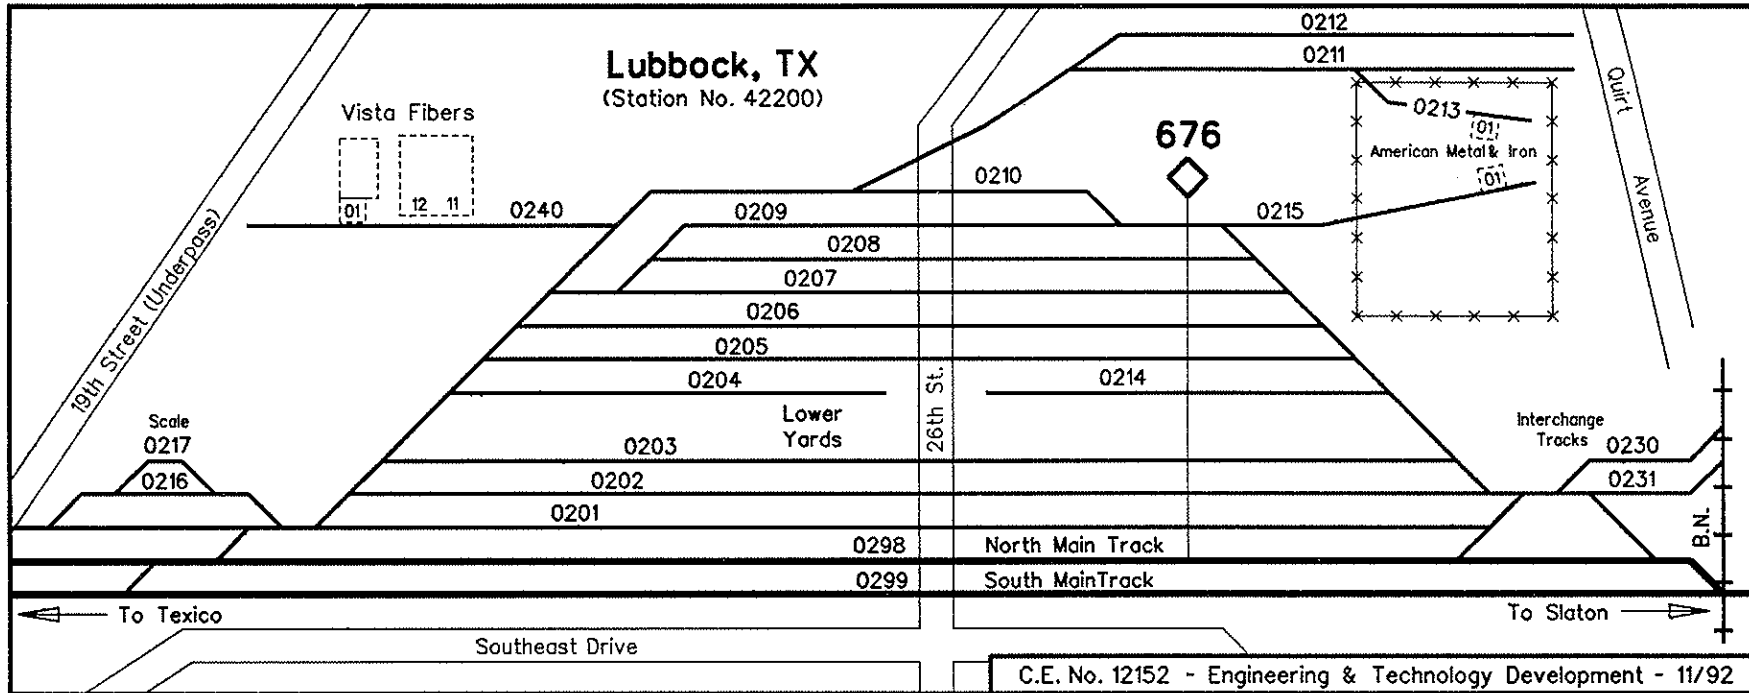 0212
Lubbock, TX
0211
(Station No. 42200)
Quirt
Avenue
Vista Fibers
0213
01
676
American Metal & Iron
0210
01
01
12 11
0240
0209
0215
0208
19th Street (Underpass)
0207
0206
0205
0204
0214
26th St.
Lower
Yards
Scale
0217
Interchange
Tracks
0203
0230
0216
0202
0231
0201
B.N.
0298
North Main Track
0299
South MainTrack
To Texico
To Slaton
Southeast Drive
C.E. No. 12152 - Engineering & Technology Development - 11/92